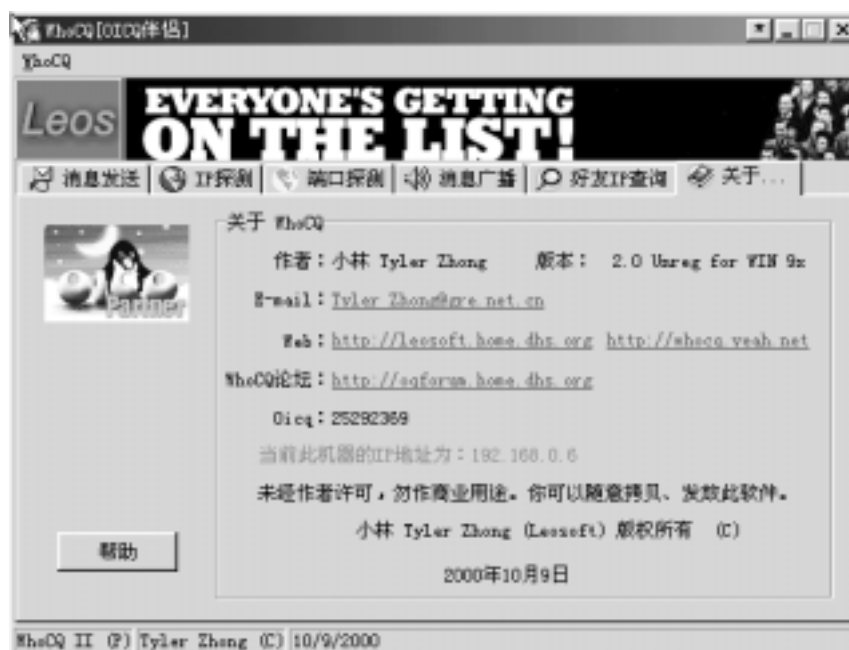 WhoCQ[OICQ伴侣]
WhoCQ
Leos EVERYONE'S GETTING ON THE LIST!
消息发送 IP探测 端口探测 消息广播 好友IP查询 关于...
Partner
关于 WhoCQ
作者：小林 Tyler Zhong 版本： 2.0 Unreg for WIN 9x
E-mail：Tyler Zhong@gre.net.cn
Web：http://leosoft.home.dhs.org http://whocq.yeah.net
WhoCQ论坛：http://oqforum.home.dhs.org
Oicq：25292369
当前此机器的IP地址为：192.168.0.6
未经作者许可，勿作商业用途。你可以随意拷贝、发放此软件。
小林 Tyler Zhong (Leosoft) 版权所有 (C)
帮助
2000年10月9日
WhoCQ II (P) Tyler Zhong (C) 10/9/2000